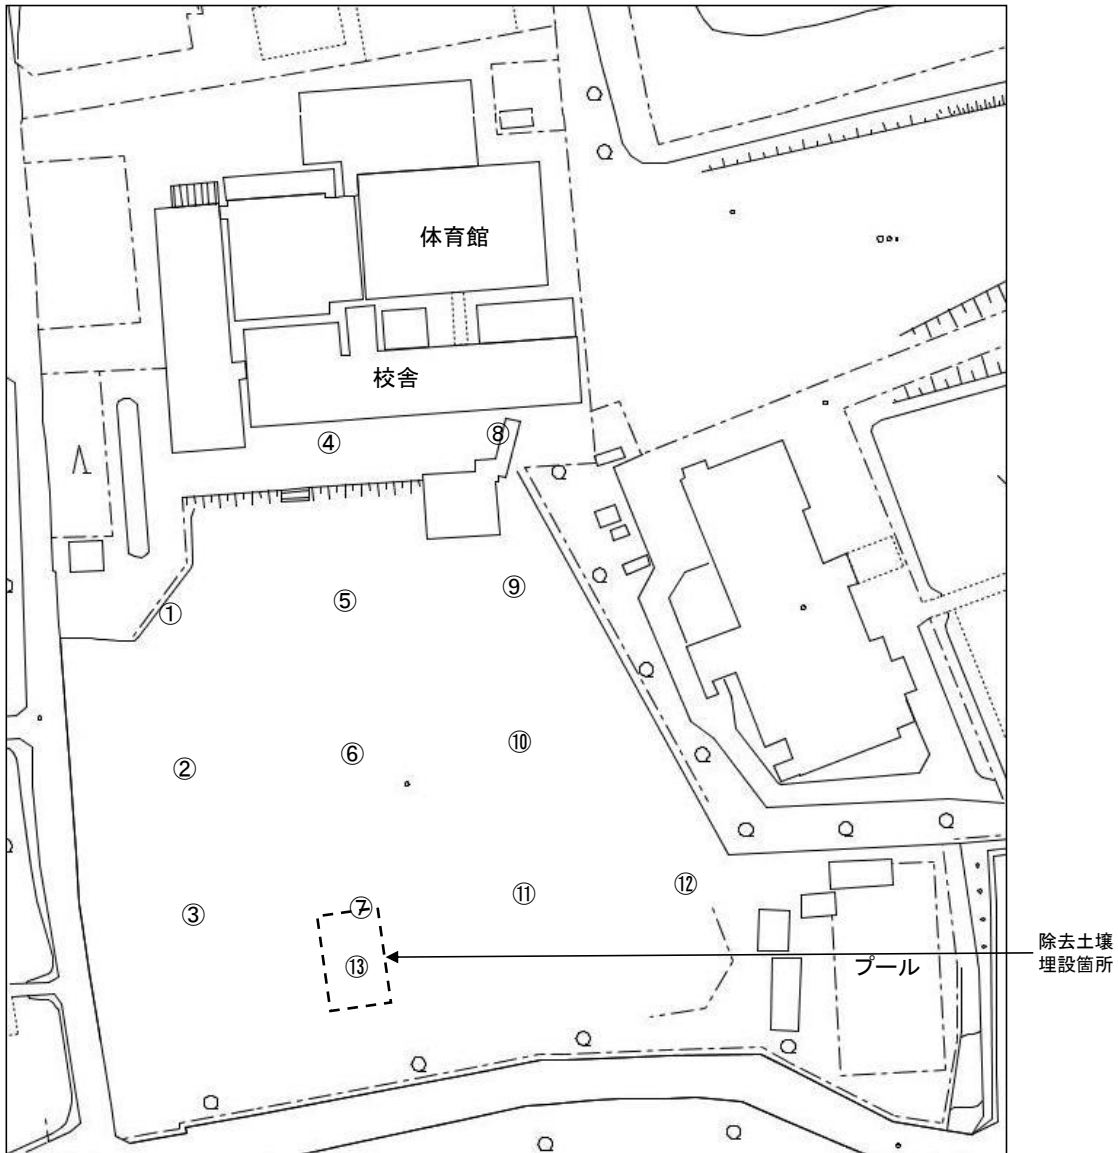 体育館
校舎
④
⑧
①
⑤
⑨
②
⑥
⑩
③
⑦
⑪
⑫
⑬
プール
除去土壌
埋設箇所